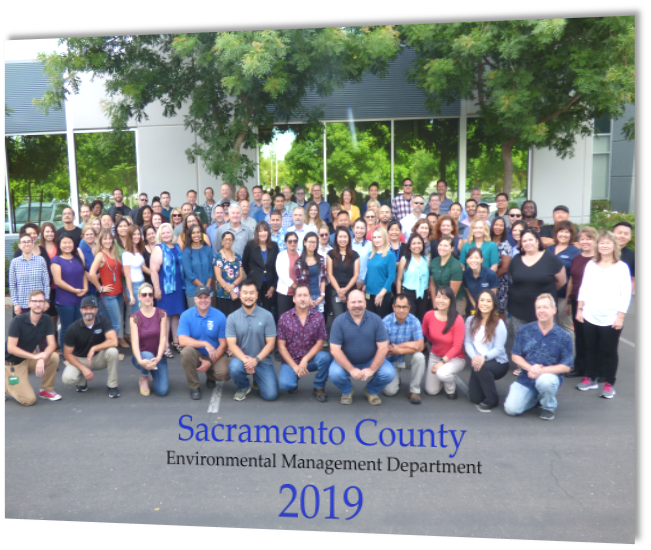 Sacramento County
Environmental Management Department
2019